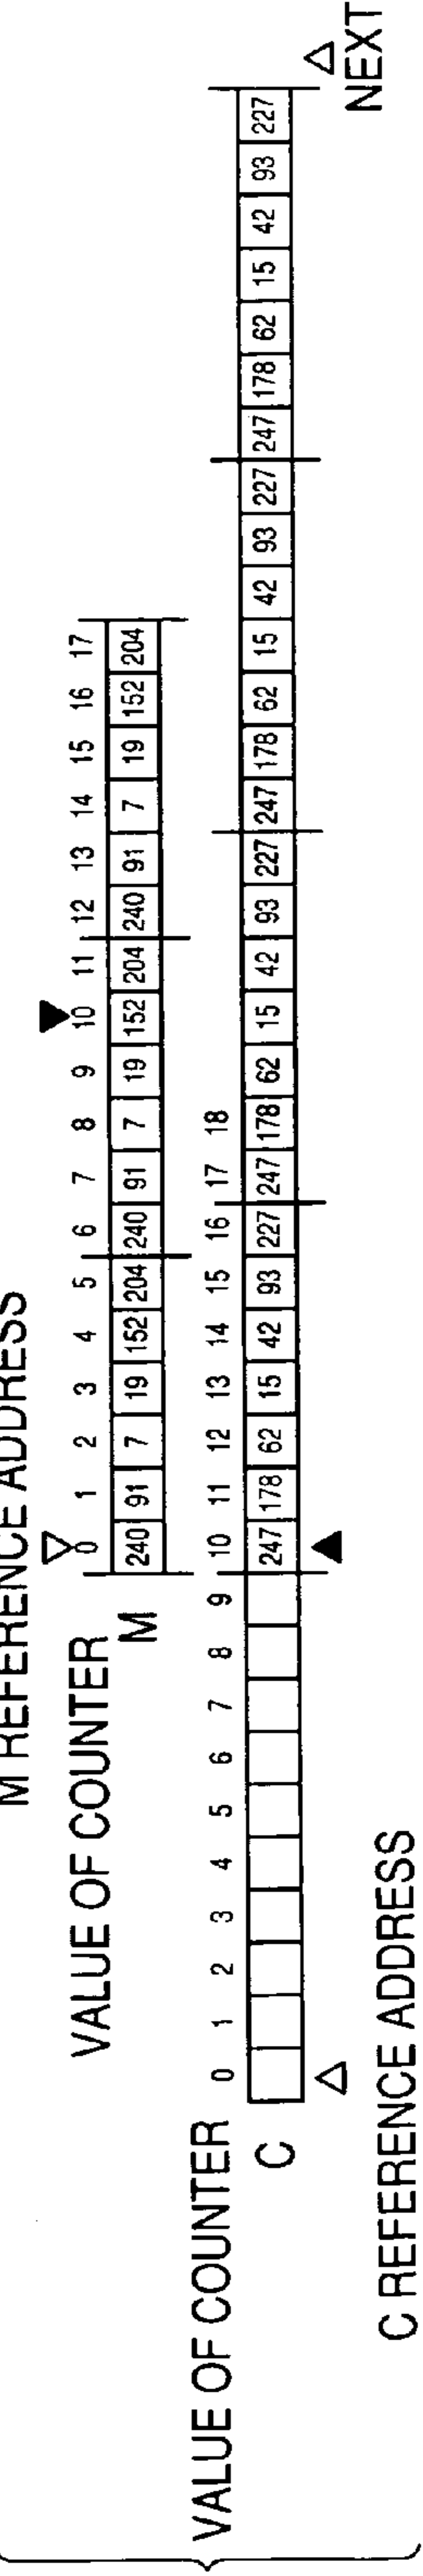 M REFERENCE ADDRESS
VALUE OF COUNTER
0 1 2 3 4 5 6 7 8 9 10 11 12 13 14 15 16 17
M
240 91 7 19 152 204 240 91 7 19 152 204 240 91 7 19 152 204
VALUE OF COUNTER
0 1 2 3 4 5 6 7 8 9 10 11 12 13 14 15 16 17 18
C
247 178 62 15 42 93 227 247 178 62 15 42 93 227 247 178 62 15 42 93 227 247 178 62 15 42 93 227
C REFERENCE ADDRESS
NEXT